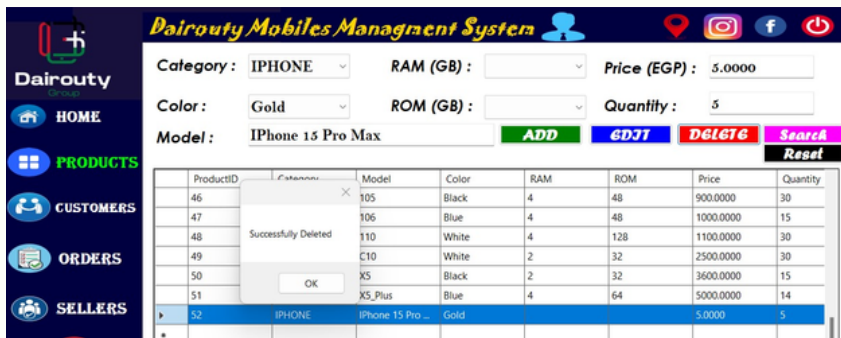 Dairouty Mobiles Managment System
Dairouty
Group
Category : IPHONE RAM (GB) : Price (EGP) : 5.0000
Color : Gold ROM (GB) : Quantity : 5
Model : IPhone 15 Pro Max ADD EDIT DELETE Search
Reset
HOME
PRODUCTS
CUSTOMERS
ORDERS
SELLERS
ProductID Category Model Color RAM ROM Price Quantity
46 105 Black 4 48 900.0000 30
47 106 Blue 4 48 1000.0000 15
48 110 White 4 128 1100.0000 30
49 C10 White 2 32 2500.0000 30
50 X5 Black 2 32 3600.0000 15
51 X5_Plus Blue 4 64 5000.0000 14
52 IPHONE IPhone 15 Pro ... Gold 5.0000 5
Successfully Deleted
OK